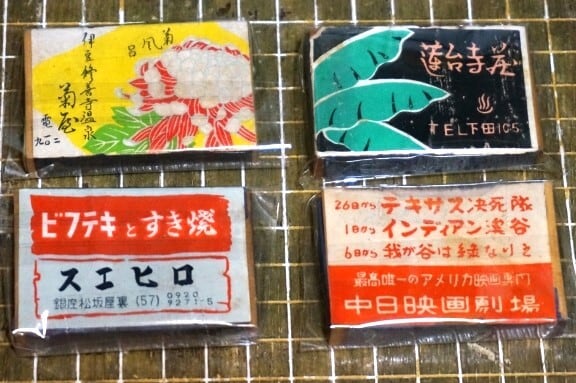 菊風呂
伊豆修善寺温泉
菊屋
電九〇二
蓮台寺荘
TEL下田105
ビフテキとすき焼
スエヒロ
銀座松坂屋裏 (57) 0920 9271-5
26日から テキサス決死隊
1日から インディアン渓谷
6日から 我が谷は緑なりき
最高唯一のアメリカ映画専門
中日映画劇場